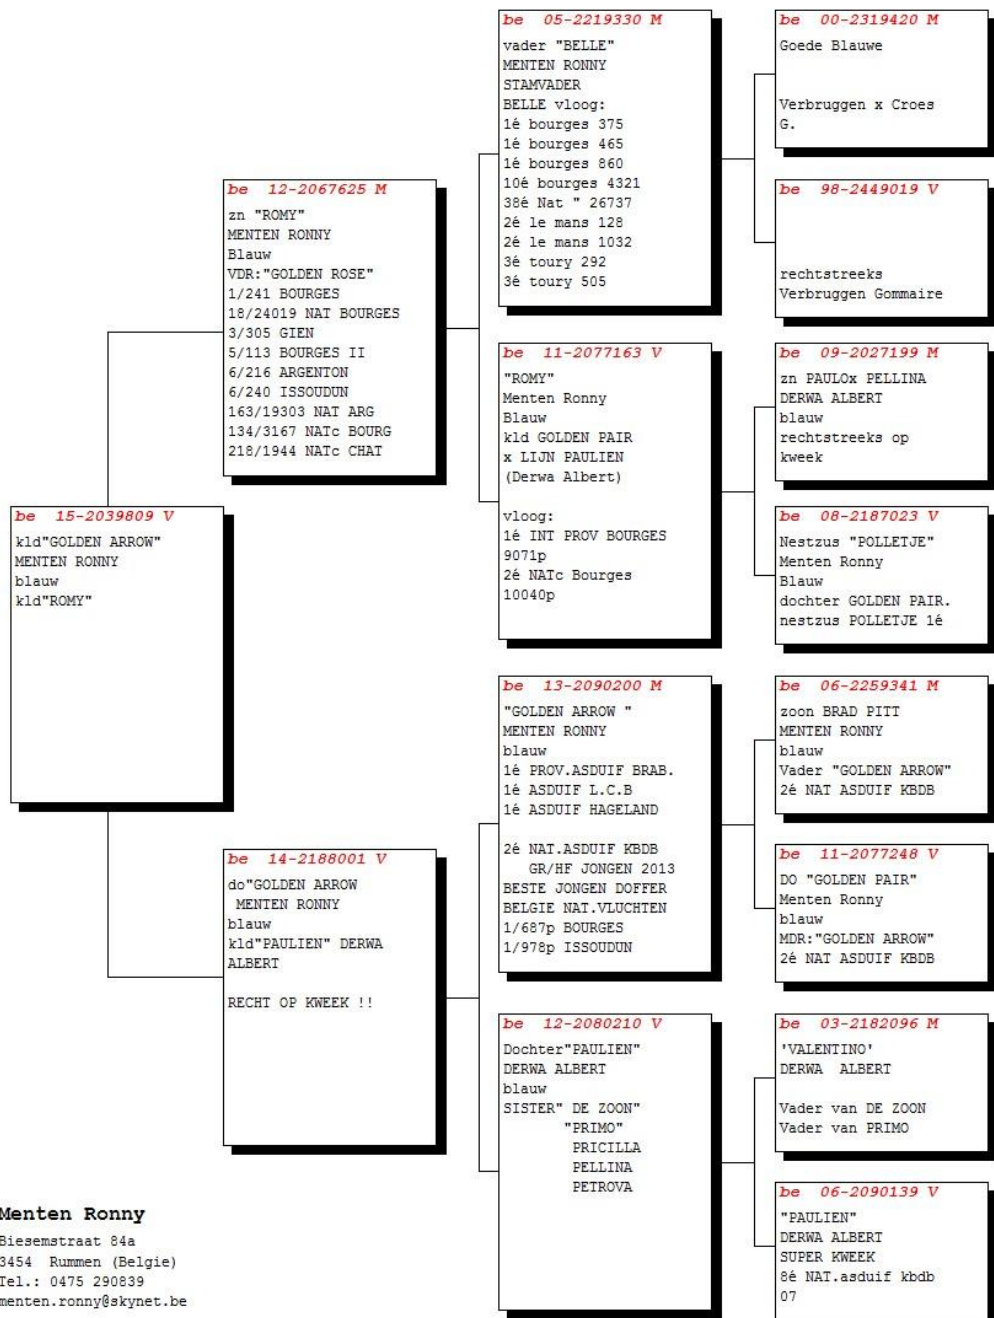 be 15-2039809 V
kld"GOLDEN ARROW"
MENTEN RONNY
blauw
kld"ROMY"
be 12-2067625 M
zn "ROMY"
MENTEN RONNY
Blauw
VDR:"GOLDEN ROSE"
1/241 BOURGES
18/24019 NAT BOURGES
3/305 GIEN
5/113 BOURGES II
6/216 ARGENTON
6/240 ISSOUDUN
163/19303 NAT ARG
134/3167 NATc BOURG
218/1944 NATc CHAT
be 14-2188001 V
do"GOLDEN ARROW
MENTEN RONNY
blauw
kld"PAULIEN" DERWA
ALBERT
RECHT OP KWEEK !!
be 05-2219330 M
vader "BELLE"
MENTEN RONNY
STAMVADER
BELLE vloog:
1é bourges 375
1é bourges 465
1é bourges 860
10é bourges 4321
38é Nat " 26737
2é le mans 128
2é le mans 1032
3é toury 292
3é toury 505
be 11-2077163 V
"ROMY"
Menten Ronny
Blauw
kld GOLDEN PAIR
x LIJN PAULIEN
(Derwa Albert)
vloog:
1é INT PROV BOURGES
9071p
2é NATc Bourges
10040p
be 13-2090200 M
"GOLDEN ARROW "
MENTEN RONNY
blauw
1é PROV.ASDUIF BRAB.
1é ASDUIF L.C.B
1é ASDUIF HAGELAND
2é NAT.ASDUIF KBDB
GR/HF JONGEN 2013
BESTE JONGEN DOFFER
BELGIE NAT.VLUCHTEN
1/687p BOURGES
1/978p ISSOUDUN
be 12-2080210 V
Dochter"PAULIEN"
DERWA ALBERT
blauw
SISTER" DE ZOON"
"PRIMO"
PRICILLA
PELLINA
PETROVA
be 00-2319420 M
Goede Blauwe
Verbruggen x Croes
G.
be 98-2449019 V
rechtstreeks
Verbruggen Gommaire
be 09-2027199 M
zn PAULOx PELLINA
DERWA ALBERT
blauw
rechtstreeks op
kweek
be 08-2187023 V
Nestzus "POLLETJE"
Menten Ronny
Blauw
dochter GOLDEN PAIR.
nestzus POLLETJE 1é
be 06-2259341 M
zoon BRAD PITT
MENTEN RONNY
blauw
Vader "GOLDEN ARROW"
2é NAT ASDUIF KBDB
be 11-2077248 V
DO "GOLDEN PAIR"
Menten Ronny
blauw
MDR:"GOLDEN ARROW"
2é NAT ASDUIF KBDB
be 03-2182096 M
'VALENTINO'
DERWA ALBERT
Vader van DE ZOON
Vader van PRIMO
be 06-2090139 V
"PAULIEN"
DERWA ALBERT
SUPER KWEEK
8é NAT.asduif kbdb
07
Menten Ronny
Biesemstraat 84a
3454 Rummen (Belgie)
Tel.: 0475 290839
menten.ronny@skynet.be